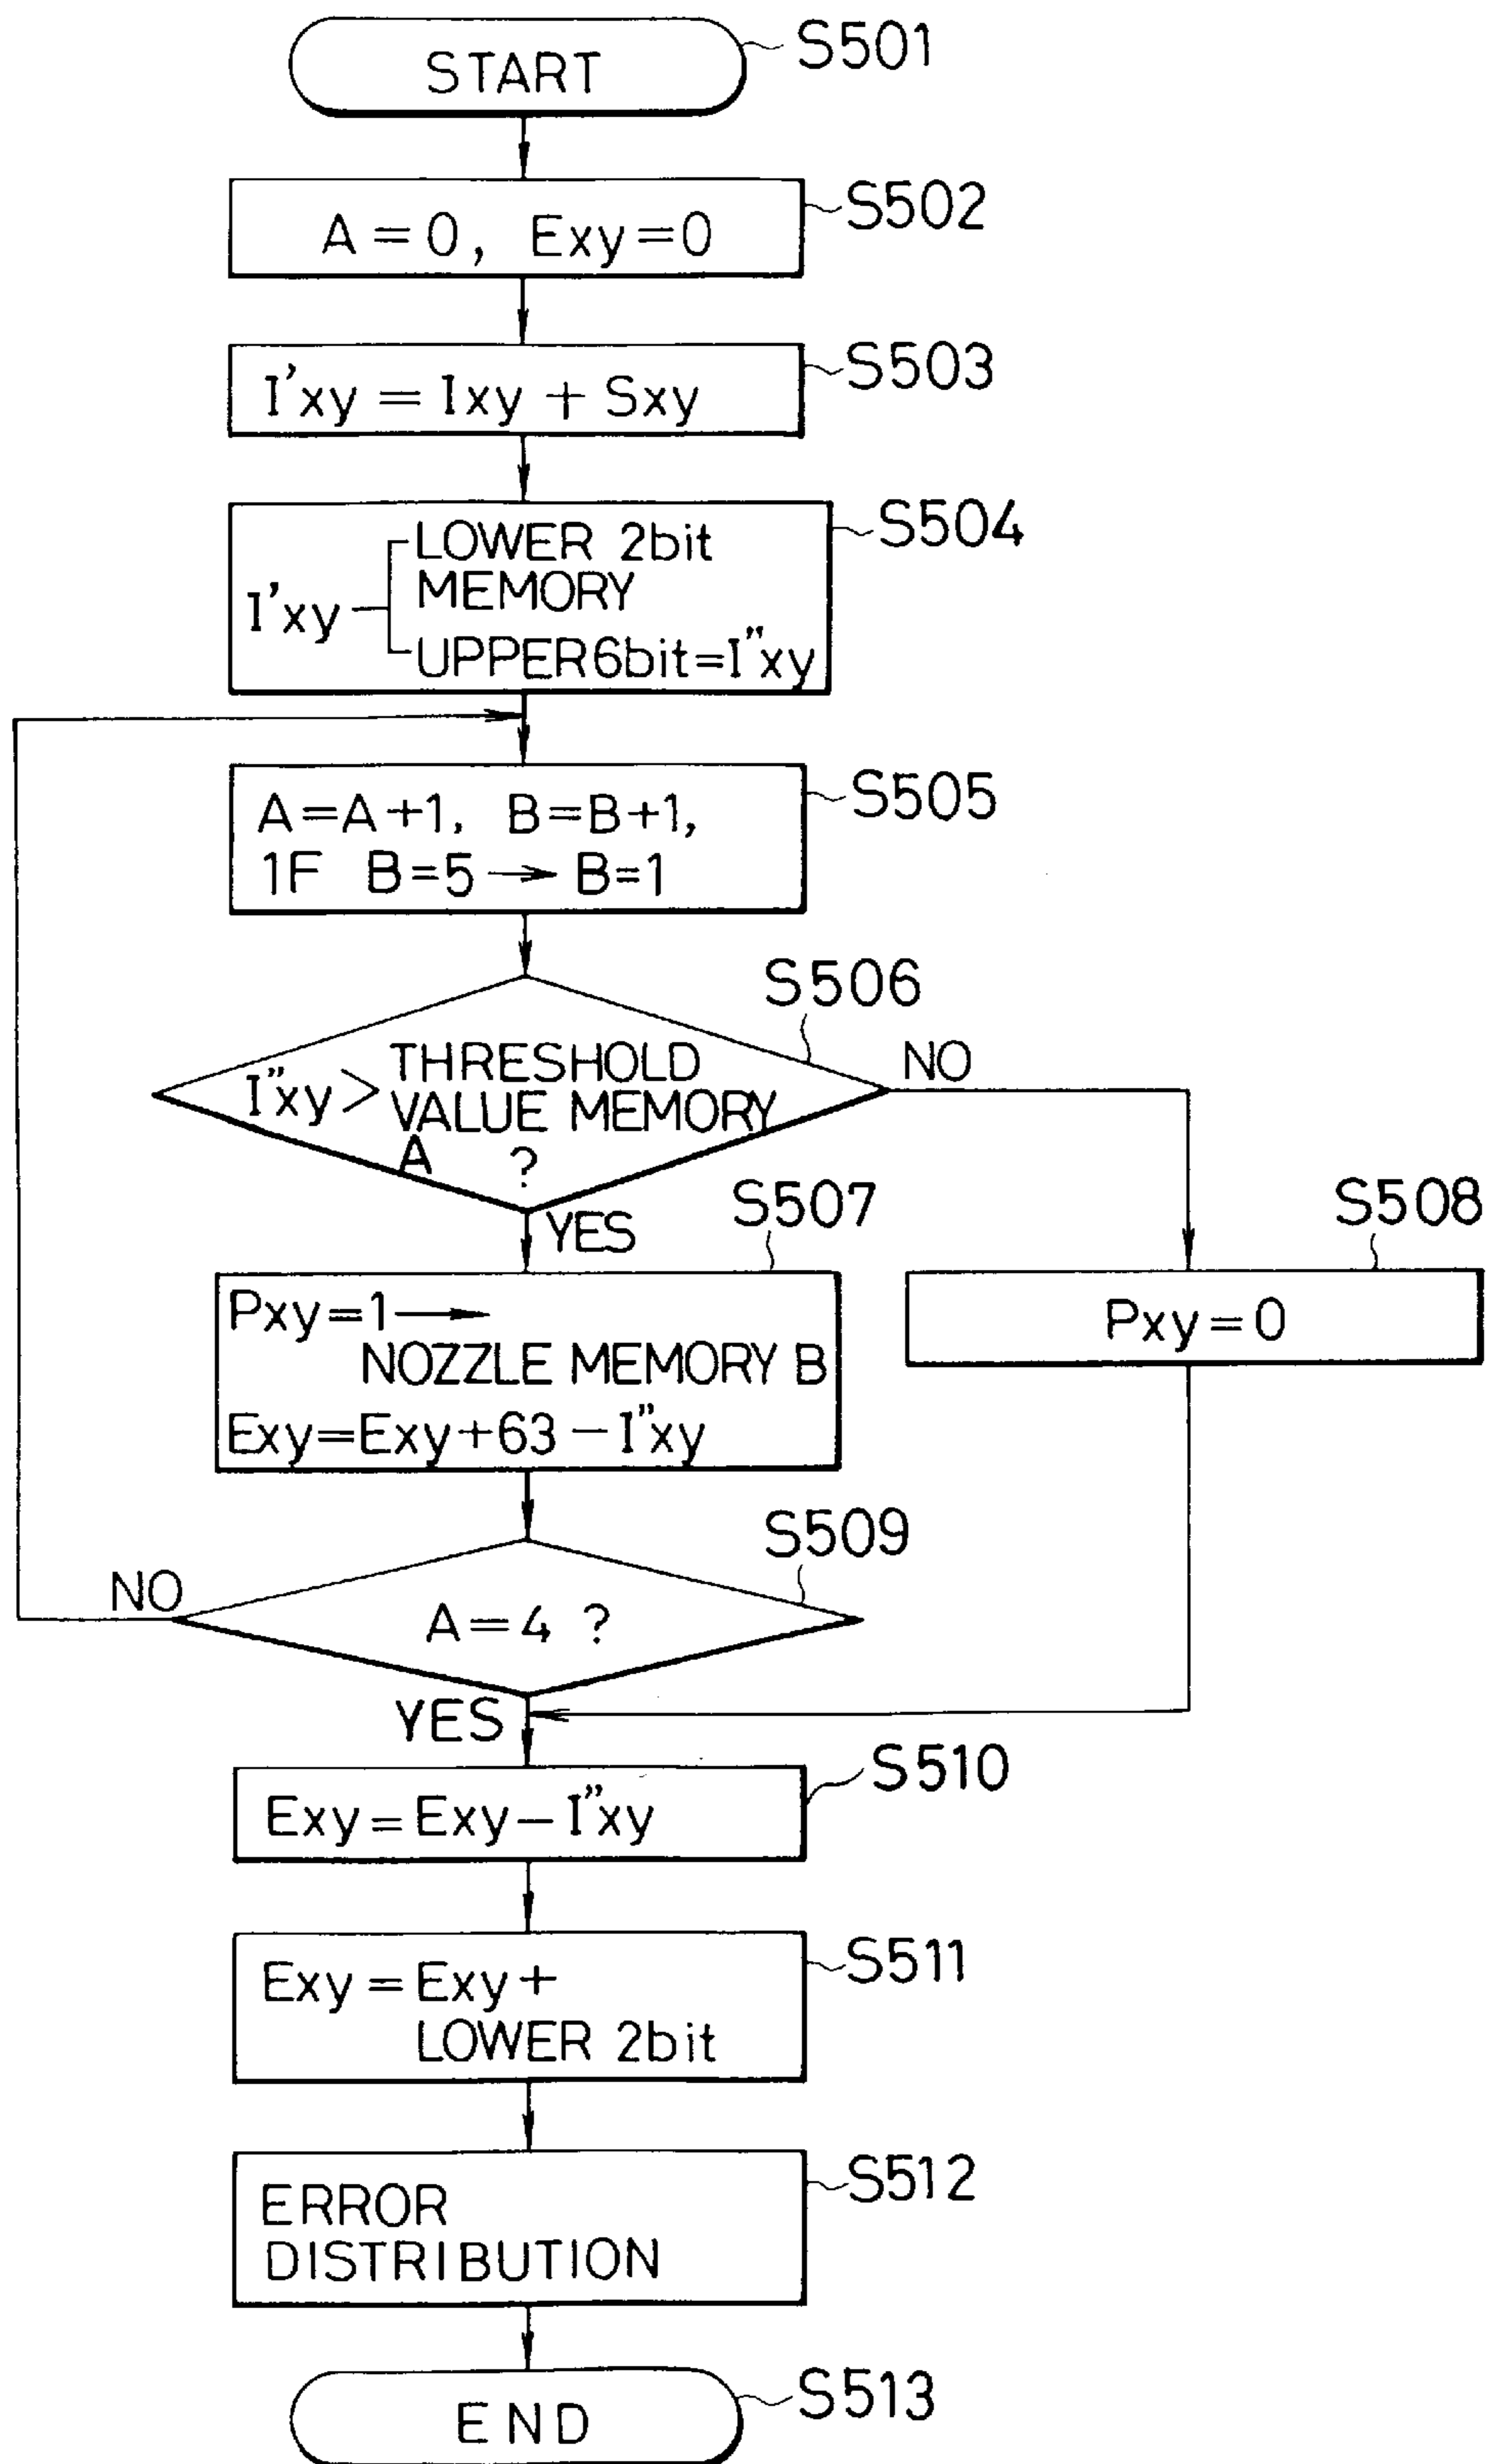 START
S501
A=0, Exy=0
S502
I'xy = Ixy + Sxy
S503
I'xy
LOWER 2bit
MEMORY
UPPER6bit=I"xy
S504
A=A+1, B=B+1,
1F B=5 → B=1
S505
S506
I"xy >
THRESHOLD
VALUE MEMORY
A ?
NO
YES
S507
Pxy=1 →
NOZZLE MEMORY B
Exy=Exy+63-I"xy
S508
Pxy=0
S509
A=4 ?
NO
YES
S510
Exy=Exy-I"xy
S511
Exy=Exy+
LOWER 2bit
S512
ERROR
DISTRIBUTION
END
S513